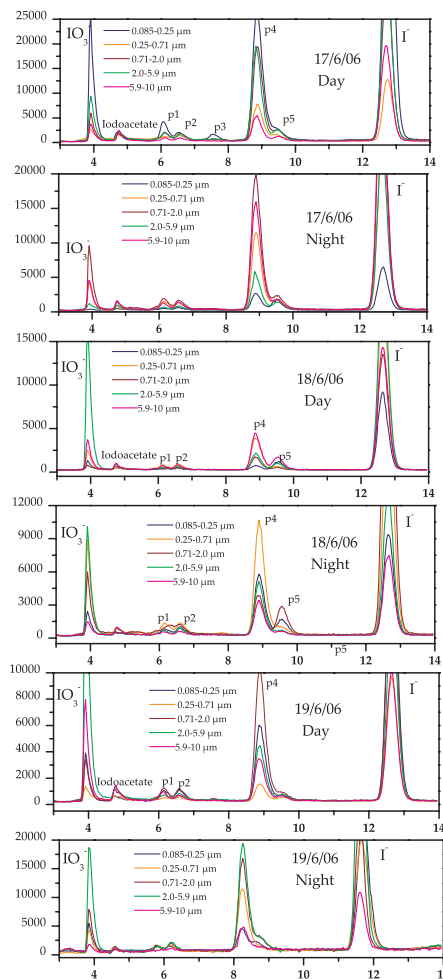 25000
20000
15000
10000
5000
0
IO₃⁻
0.085-0.25 µm
0.25-0.71 µm
0.71-2.0 µm
2.0-5.9 µm
5.9-10 µm
Iodoacetate
p1
p2
p3
p4
p5
17/6/06
Day
I⁻
4 6 8 10 12 14
20000
15000
10000
5000
0
IO₃⁻
0.085-0.25 µm
0.25-0.71 µm
0.71-2.0 µm
2.0-5.9 µm
5.9-10 µm
17/6/06
Night
I⁻
4 6 8 10 12 14
15000
10000
5000
0
IO₃⁻
0.085-0.25 µm
0.25-0.71 µm
0.71-2.0 µm
2.0-5.9 µm
5.9-10 µm
Iodoacetate
p1
p2
p4
p5
18/6/06
Day
I⁻
4 6 8 10 12 14
12000
9000
6000
3000
0
IO₃⁻
0.085-0.25 µm
0.25-0.71 µm
0.71-2.0 µm
2.0-5.9 µm
5.9-10 µm
p1
p2
p4
p5
18/6/06
Night
I⁻
4 6 8 10 12 14
p5
10000
8000
6000
4000
2000
0
IO₃⁻
0.085-0.25 µm
0.25-0.71 µm
0.71-2.0 µm
2.0-5.9 µm
5.9-10 µm
Iodoacetate
p1
p2
p4
19/6/06
Day
I⁻
4 6 8 10 12 14
20000
15000
10000
5000
0
IO₃⁻
0.085-0.25 µm
0.25-0.71 µm
0.71-2.0 µm
2.0-5.9 µm
5.9-10 µm
19/6/06
Night
I⁻
4 6 8 10 12 14